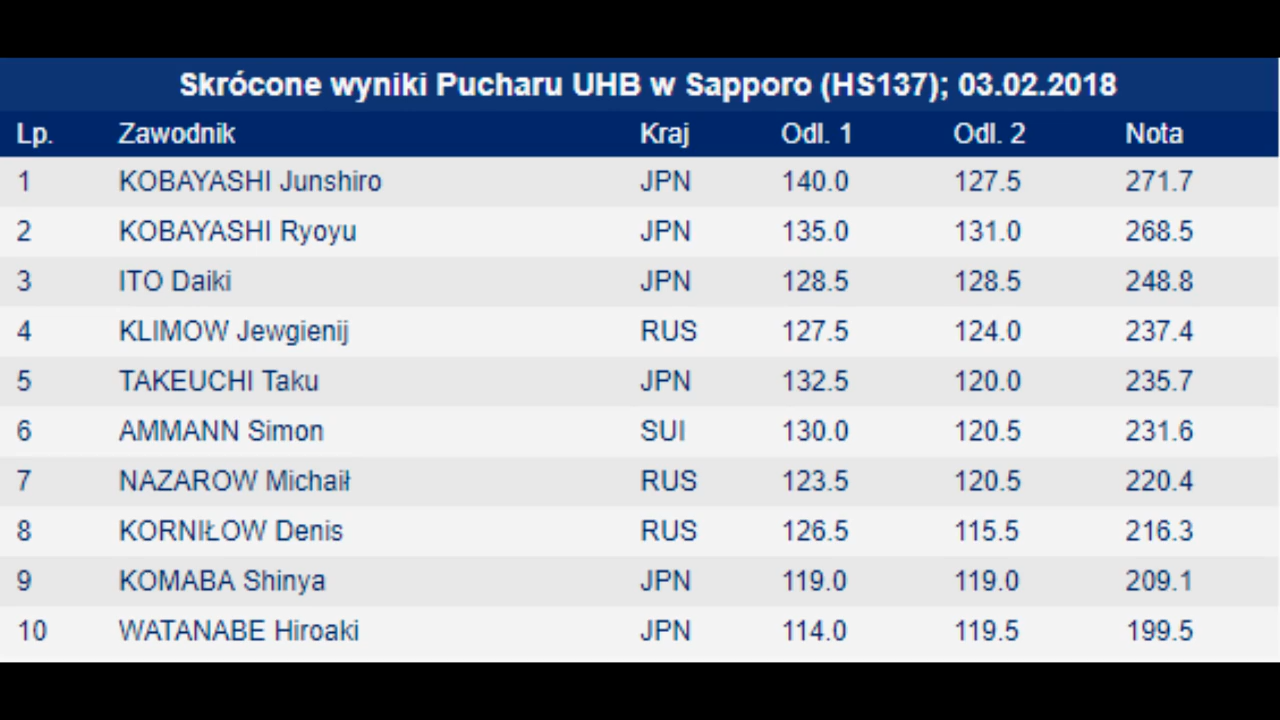 Skrócone wyniki Pucharu UHB w Sapporo (HS137); 03.02.2018
Lp. Zawodnik Kraj Odl. 1 Odl. 2 Nota
1 KOBAYASHI Junshiro JPN 140.0 127.5 271.7
2 KOBAYASHI Ryoyu JPN 135.0 131.0 268.5
3 ITO Daiki JPN 128.5 128.5 248.8
4 KLIMOW Jewgienij RUS 127.5 124.0 237.4
5 TAKEUCHI Taku JPN 132.5 120.0 235.7
6 AMMANN Simon SUI 130.0 120.5 231.6
7 NAZAROW Michaił RUS 123.5 120.5 220.4
8 KORNIŁOW Denis RUS 126.5 115.5 216.3
9 KOMABA Shinya JPN 119.0 119.0 209.1
10 WATANABE Hiroaki JPN 114.0 119.5 199.5